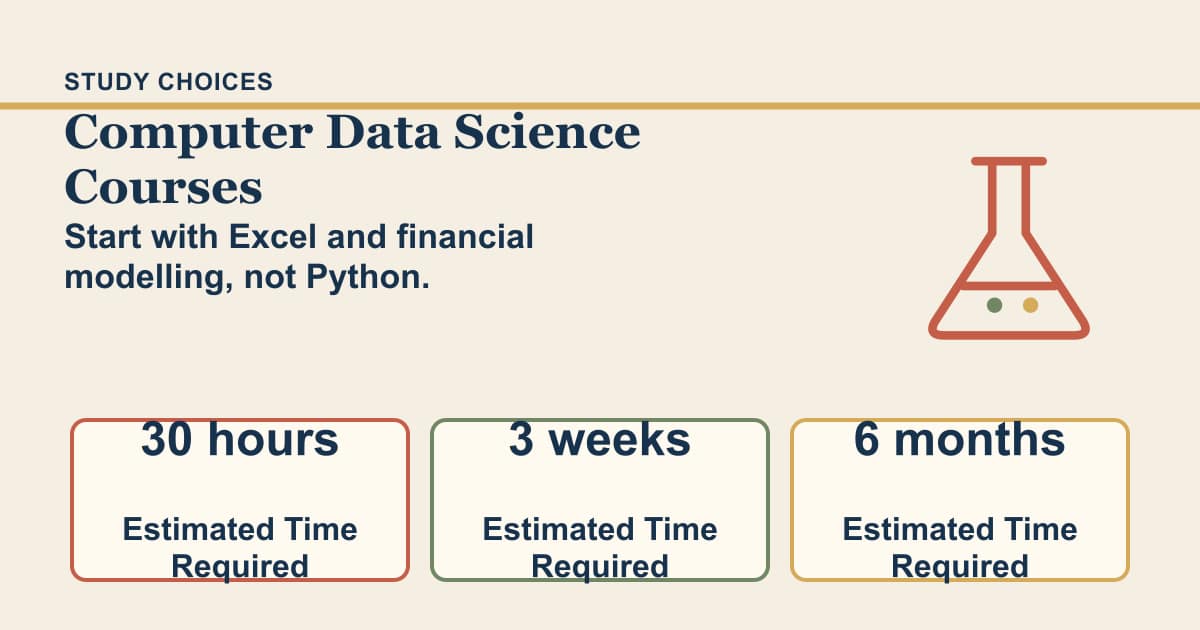 STUDY CHOICES
Computer Data Science
Courses
Start with Excel and financial
modelling, not Python.
30 hours
Estimated Time
Required
3 weeks
Estimated Time
Required
6 months
Estimated Time
Required